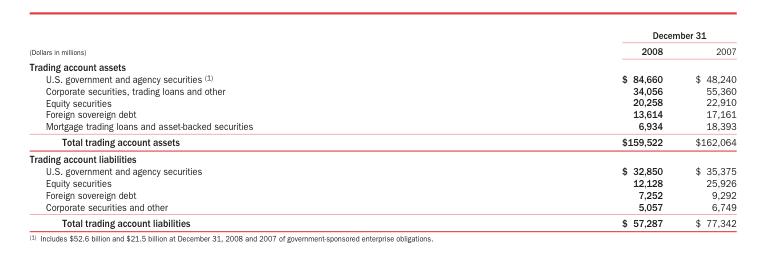 December 31
(Dollars in millions) 2008 2007
Trading account assets
U.S. government and agency securities (1) $ 84,660 $ 48,240
Corporate securities, trading loans and other 34,056 55,360
Equity securities 20,258 22,910
Foreign sovereign debt 13,614 17,161
Mortgage trading loans and asset-backed securities 6,934 18,393
Total trading account assets $159,522 $162,064
Trading account liabilities
U.S. government and agency securities $ 32,850 $ 35,375
Equity securities 12,128 25,926
Foreign sovereign debt 7,252 9,292
Corporate securities and other 5,057 6,749
Total trading account liabilities $ 57,287 $ 77,342
(1) Includes $52.6 billion and $21.5 billion at December 31, 2008 and 2007 of government-sponsored enterprise obligations.